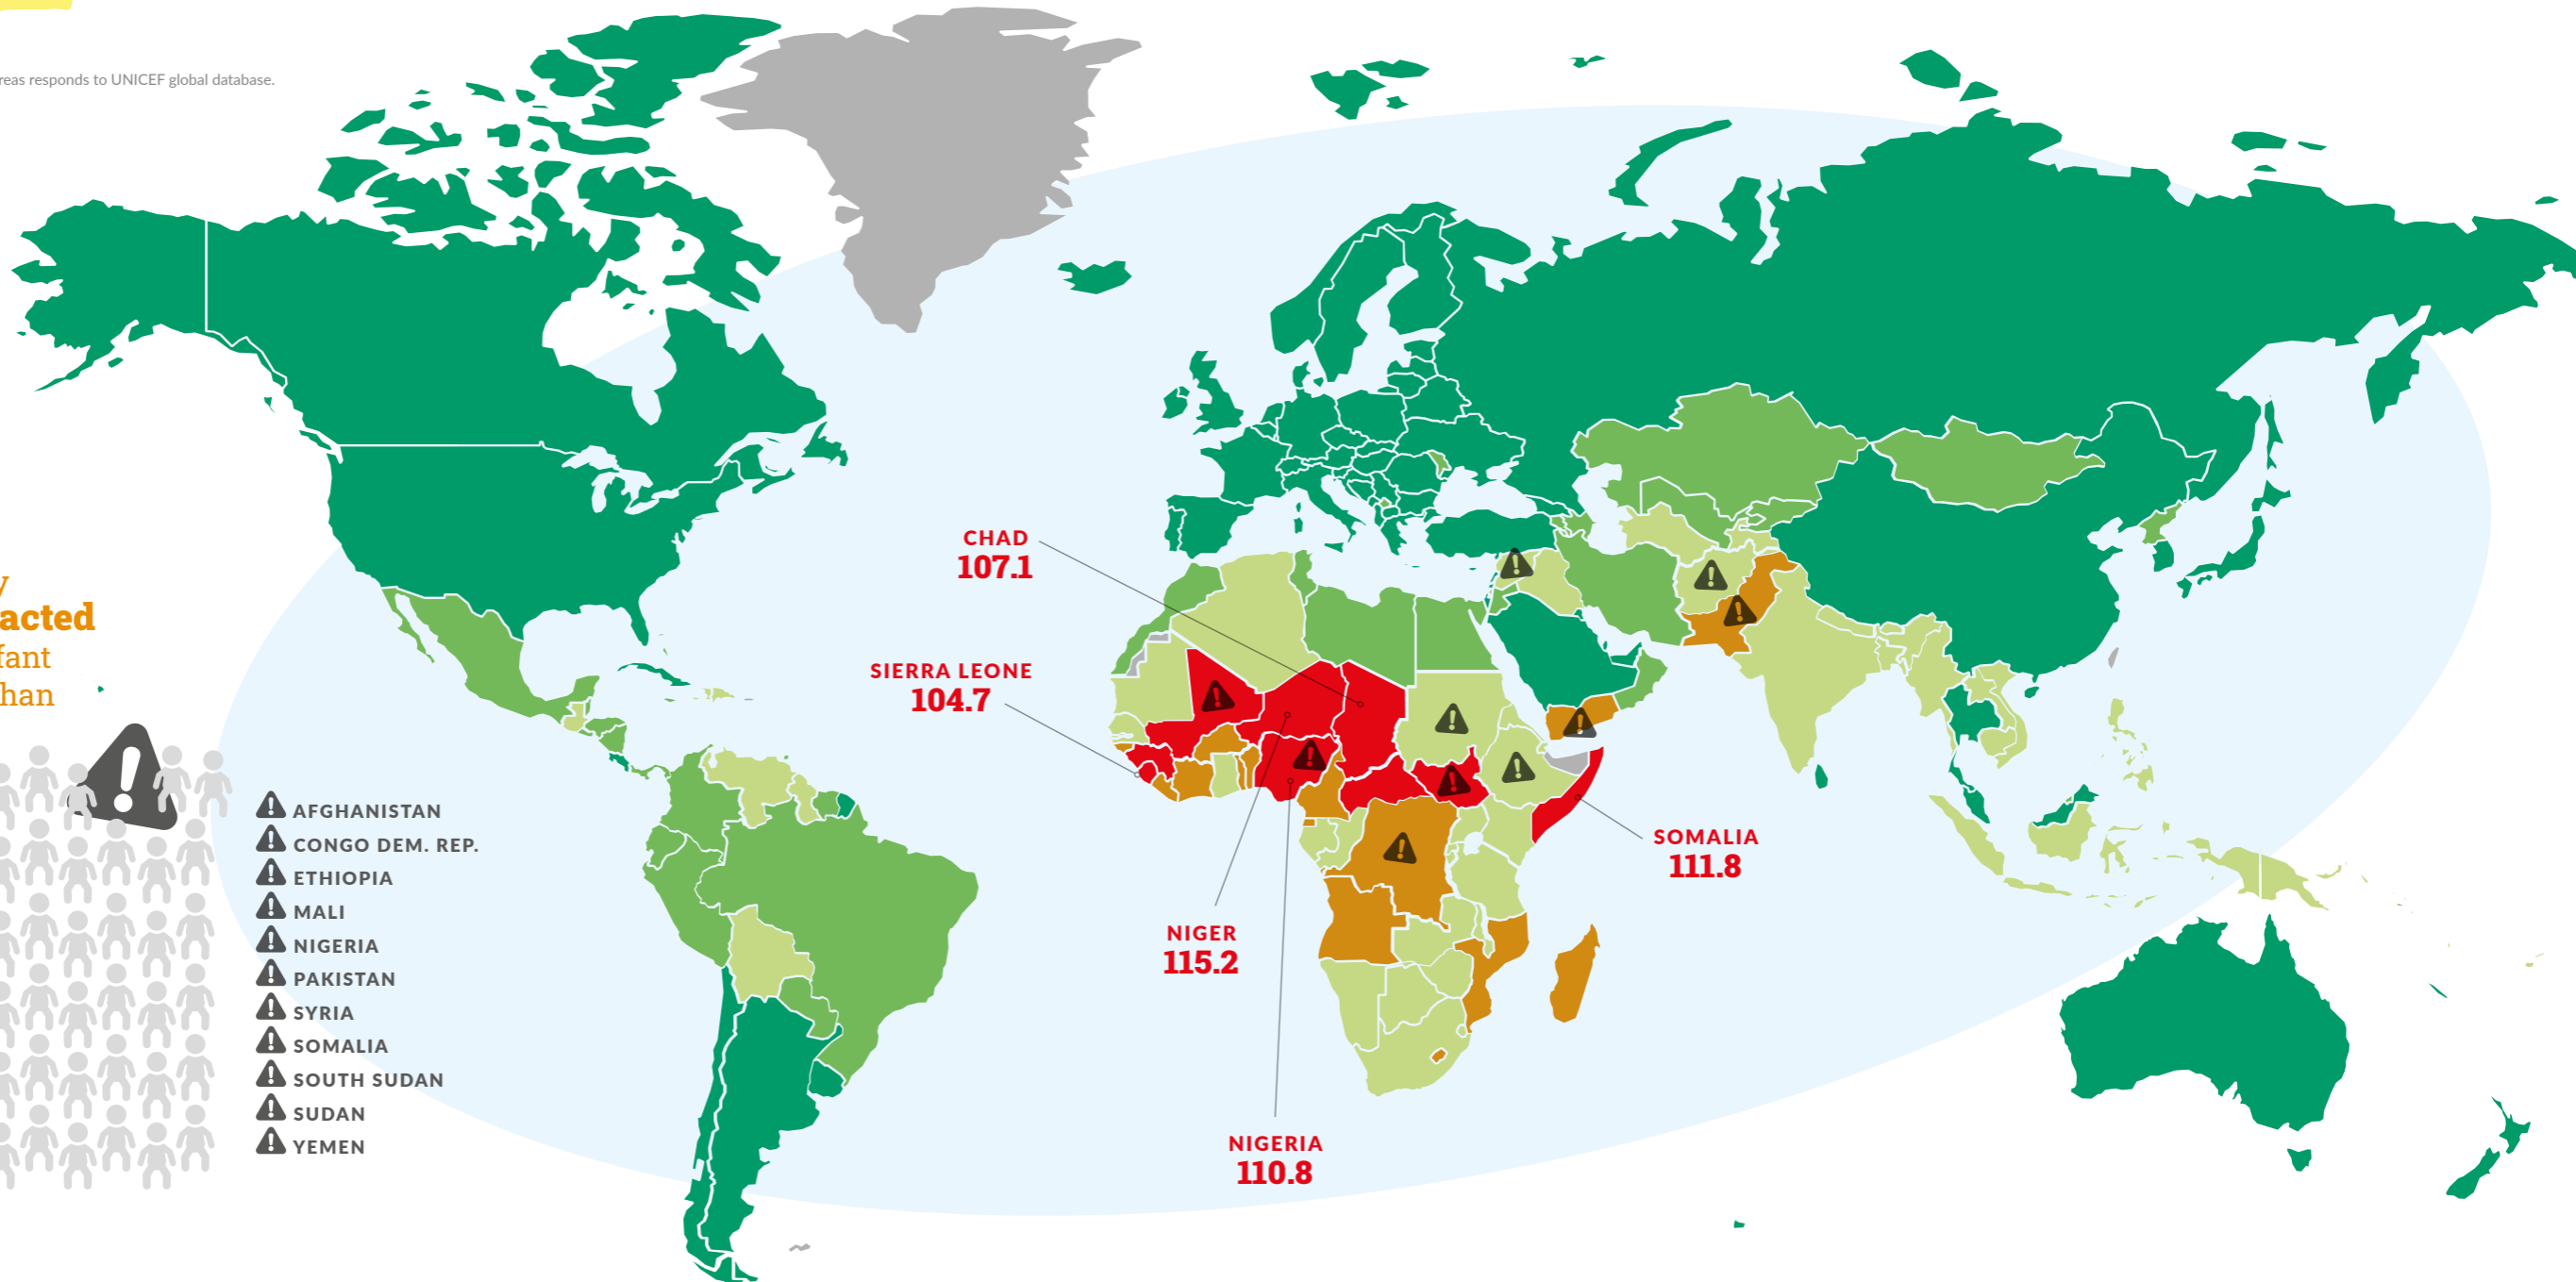 reas responds to UNICEF global database.
CHAD
107.1
SIERRA LEONE
104.7
NIGER
115.2
NIGERIA
110.8
SOMALIA
111.8
acted
fant
han
AFGHANISTAN
CONGO DEM. REP.
ETHIOPIA
MALI
NIGERIA
PAKISTAN
SYRIA
SOMALIA
SOUTH SUDAN
SUDAN
YEMEN